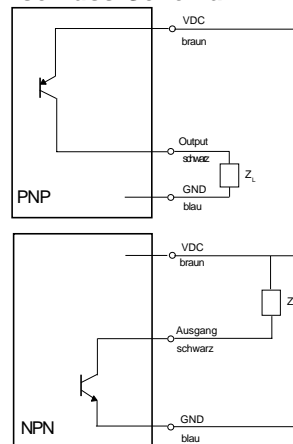 VDC
braun
Output
schwarz
Z_L
PNP
GND
blau
VDC
braun
Z
Ausgang
schwarz
NPN
GND
blau